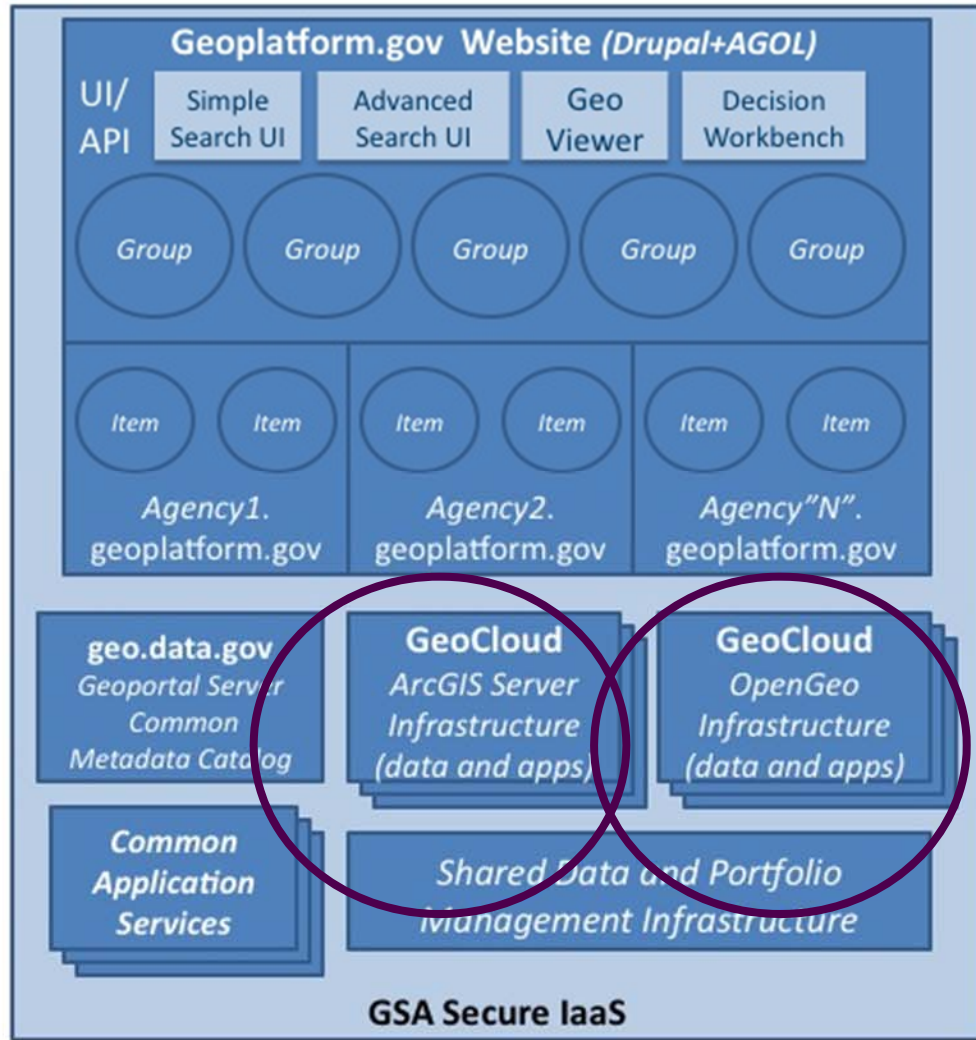 Geoplatform.gov Website (Drupal+AGOL)
UI/
API
Simple
Search UI
Advanced
Search UI
Geo
Viewer
Decision
Workbench
Group
Group
Group
Group
Group
Item
Item
Item
Item
Item
Item
Agency1.
geoplatform.gov
Agency2.
geoplatform.gov
Agency”N”.
geoplatform.gov
geo.data.gov
Geoportal Server
Common
Metadata Catalog
GeoCloud
ArcGIS Server
Infrastructure
(data and apps)
GeoCloud
OpenGeo
Infrastructure
(data and apps)
Common
Application
Services
Shared Data and Portfolio
Management Infrastructure
GSA Secure IaaS